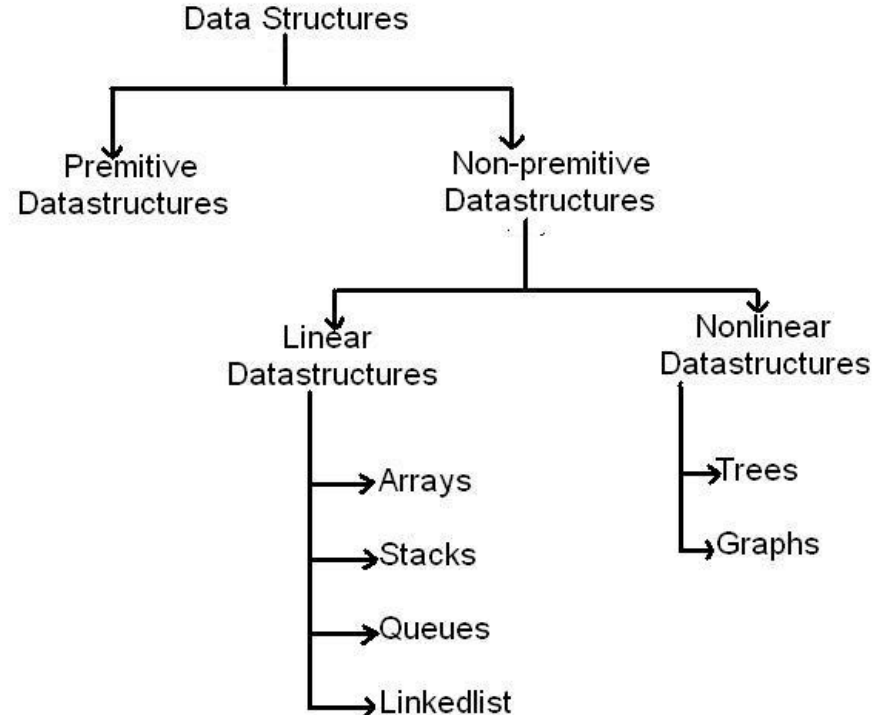 Data Structures
Premitive
Datastructures
Non-premitive
Datastructures
Linear
Datastructures
Nonlinear
Datastructures
Arrays
Stacks
Queues
Linkedlist
Trees
Graphs